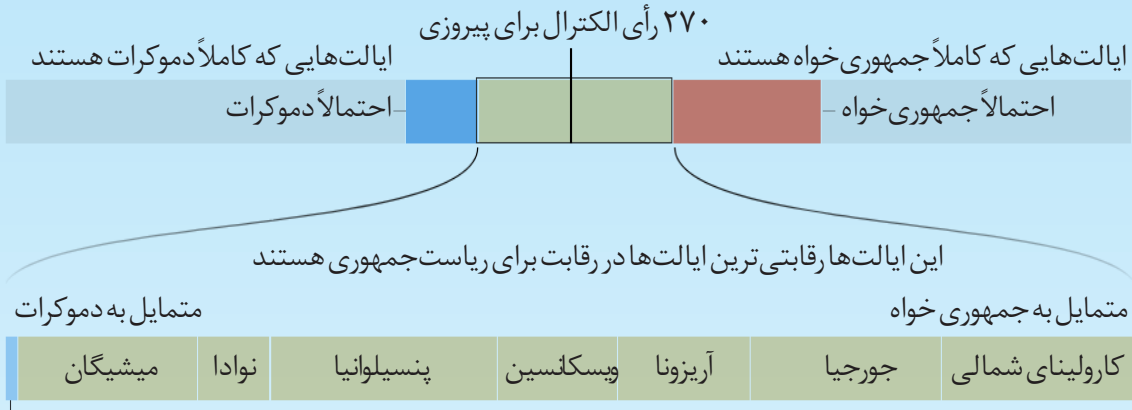 ۲۷۰ رأی الکترال برای پیروزی
ایالت‌هایی که کاملاً جمهوری‌خواه هستند
ایالت‌هایی که کاملاً دموکرات هستند
احتمالاً جمهوری‌خواه
احتمالاً دموکرات
این ایالت‌ها رقابتی‌ترین ایالت‌ها در رقابت برای ریاست‌جمهوری هستند
متمایل به جمهوری خواه
متمایل به دموکرات
کارولینای شمالی
جورجیا
آریزونا
ویسکانسین
پنسیلوانیا
نوادا
میشیگان